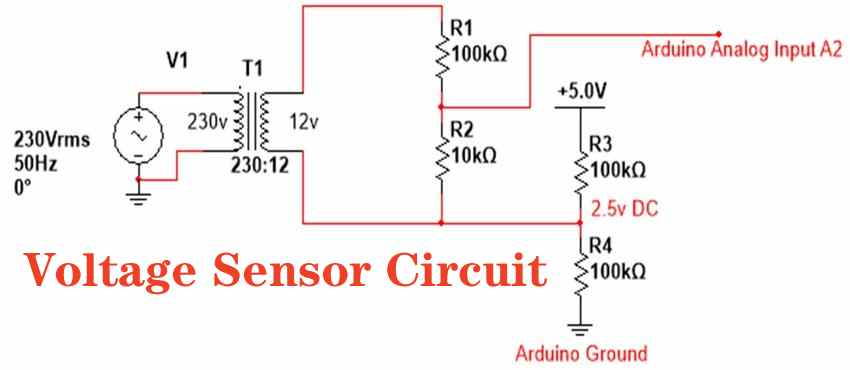 R1
100kΩ
Arduino Analog Input A2
V1
T1
+5.0V
230v
12v
R2
10kΩ
230Vrms
50Hz
0°
230:12
R3
100kΩ
2.5v DC
Voltage Sensor Circuit
R4
100kΩ
Arduino Ground